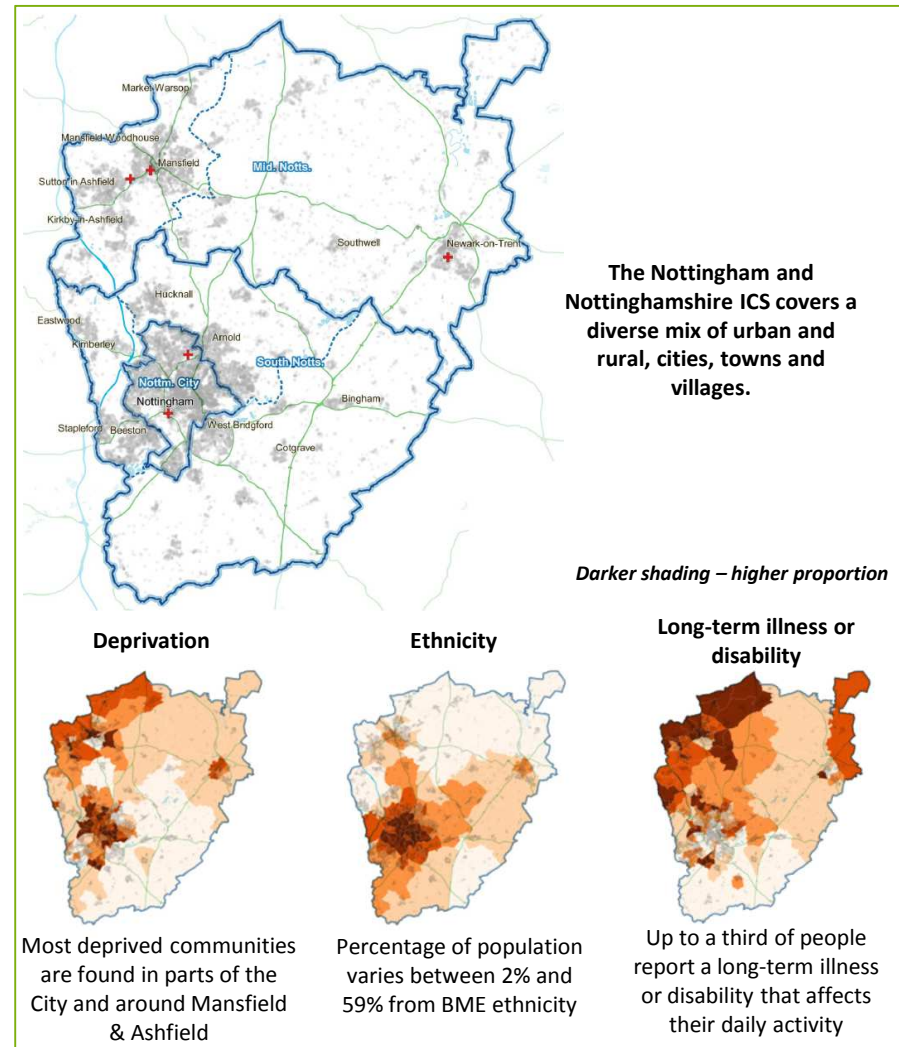 Market Warsop
Mansfield Woodhouse
Mansfield
Mid. Notts.
Sutton in Ashfield
Kirkby-in-Ashfield
Southwell
Newark-on-Trent
Hucknall
Eastwood
Arnold
Kimberley
South Notts.
Nottm. City
Nottingham
Bingham
Stapleford
Beeston
West Bridgford
Cotgrave
The Nottingham and
Nottinghamshire ICS covers a
diverse mix of urban and
rural, cities, towns and
villages.
Darker shading – higher proportion
Deprivation
Most deprived communities
are found in parts of the
City and around Mansfield
& Ashfield
Ethnicity
Percentage of population
varies between 2% and
59% from BME ethnicity
Long-term illness or
disability
Up to a third of people
report a long-term illness
or disability that affects
their daily activity